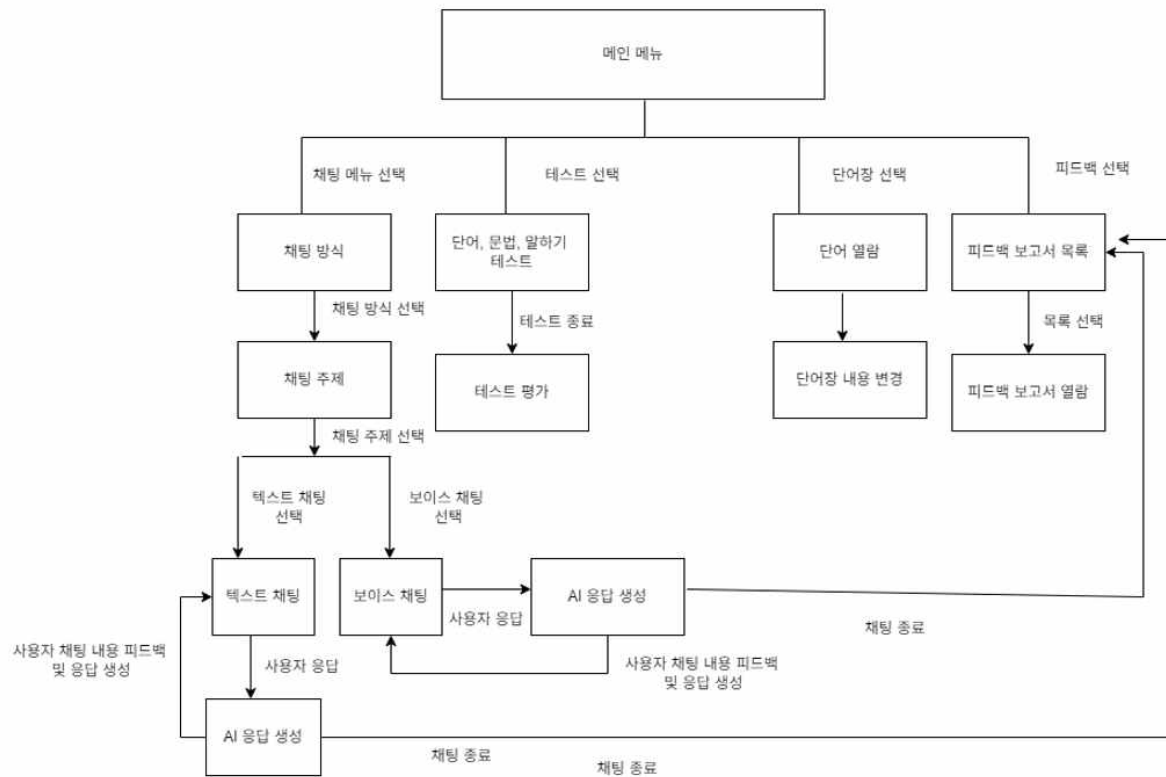 메인 메뉴
채팅 메뉴 선택
테스트 선택
단어장 선택
피드백 선택
채팅 방식
단어, 문법, 말하기
테스트
단어 열람
피드백 보고서 목록
채팅 방식 선택
테스트 종료
목록 선택
채팅 주제
테스트 평가
단어장 내용 변경
피드백 보고서 열람
채팅 주제 선택
텍스트 채팅
선택
보이스 채팅
선택
텍스트 채팅
보이스 채팅
AI 응답 생성
사용자 응답
채팅 종료
사용자 채팅 내용 피드백
및 응답 생성
사용자 응답
사용자 채팅 내용 피드백
및 응답 생성
AI 응답 생성
채팅 종료
채팅 종료